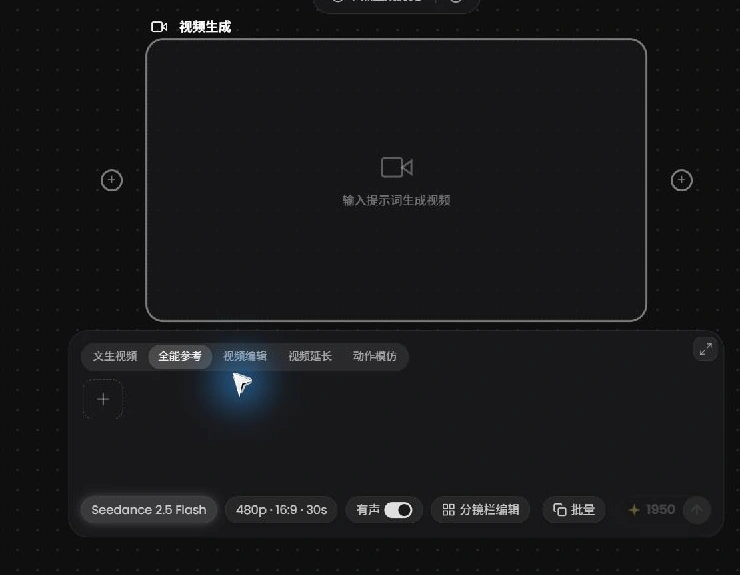 视频生成
输入提示词生成视频
文生视频 全能参考 视频编辑 视频延长 动作模仿
Seedance 2.5 Flash 480p · 16:9 · 30s 有声 分镜栏编辑 批量 1950